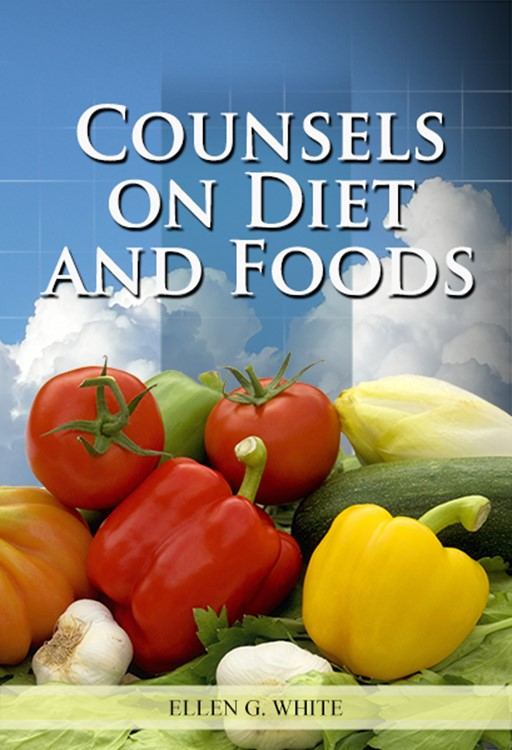 COUNSELS
ON DIET
AND FOODS
ELLEN G. WHITE